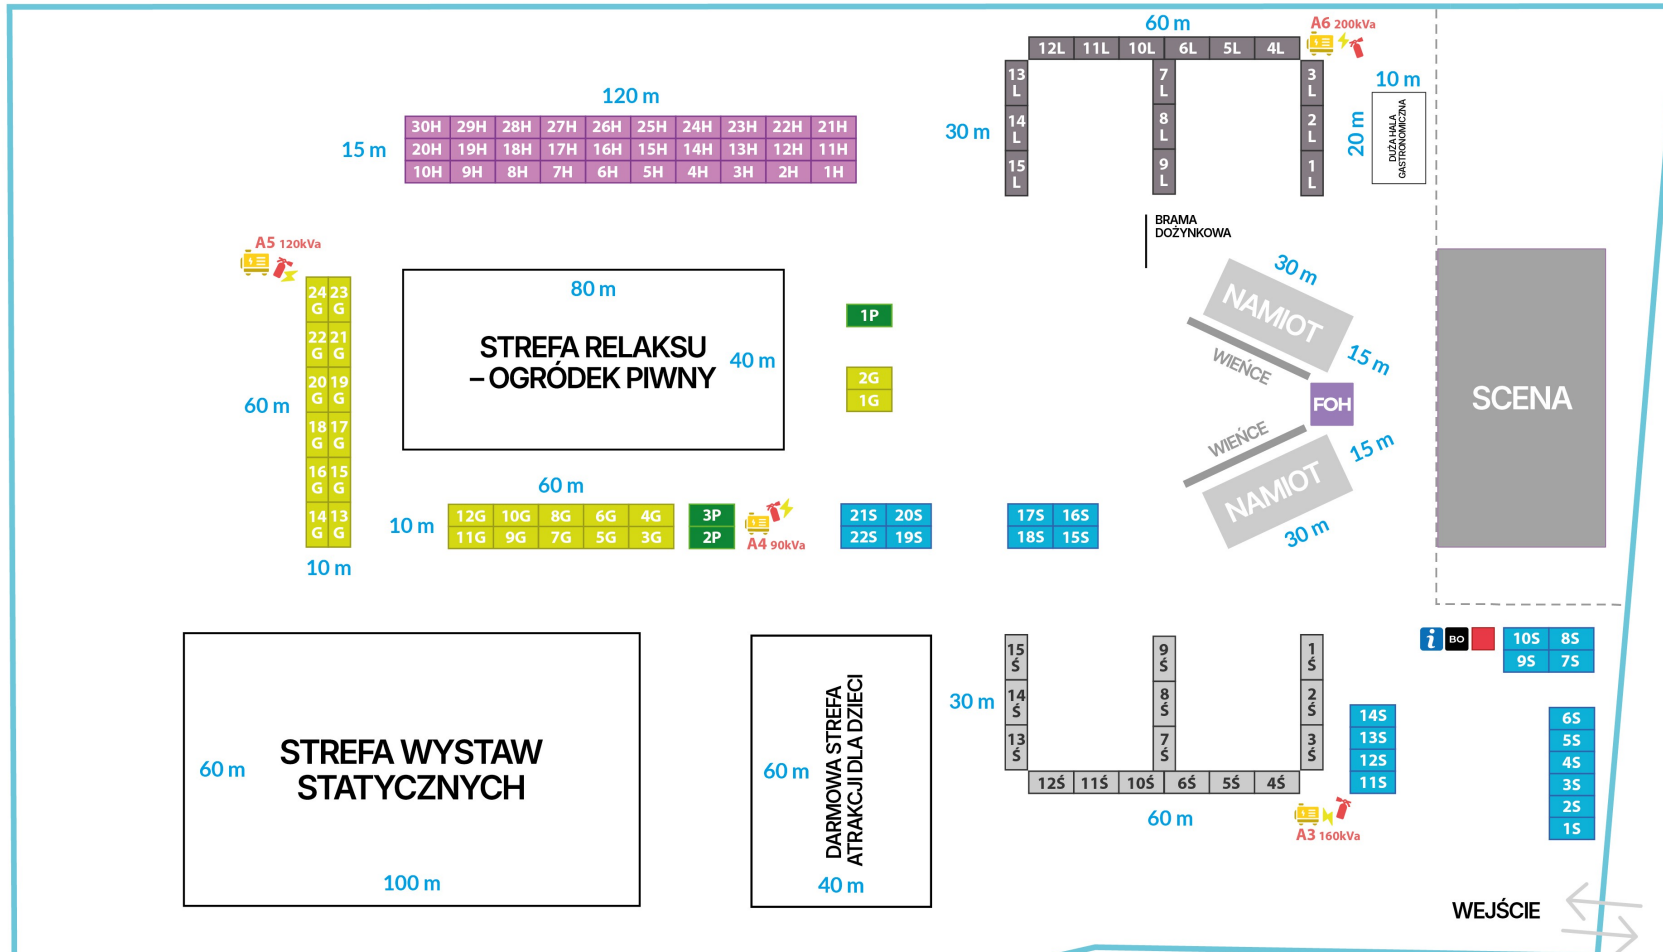 60 m
A6 200kVa
12L 11L 10L 6L 5L 4L
13 L
14 L
15 L
7 L
8 L
9 L
3 L
2 L
1 L
30 m
10 m
20 m
DUŻA HALA
GASTRONOMICZNA
120 m
15 m
30H 29H 28H 27H 26H 25H 24H 23H 22H 21H
20H 19H 18H 17H 16H 15H 14H 13H 12H 11H
10H 9H 8H 7H 6H 5H 4H 3H 2H 1H
BRAMA
DOŻYNKOWA
A5 120kVa
24 G 23 G
22 G 21 G
20 G 19 G
18 G 17 G
16 G 15 G
14 G 13 G
60 m
10 m
80 m
STREFA RELAKSU
– OGRÓDEK PIWNY
40 m
1P
2G
1G
30 m
NAMIOT
15 m
WIEŃCE
FOH
WIEŃCE
15 m
NAMIOT
30 m
SCENA
60 m
10 m
12G 10G 8G 6G 4G
11G 9G 7G 5G 3G
3P
2P
A4 90kVa
21S 20S
22S 19S
17S 16S
18S 15S
STREFA WYSTAW
STATYCZNYCH
60 m
100 m
DARMOWA STREFA
ATRAKCJI DLA DZIECI
60 m
40 m
30 m
15 Ś
14 Ś
13 Ś
9 Ś
8 Ś
7 Ś
1 Ś
2 Ś
3 Ś
12Ś 11Ś 10Ś 6Ś 5Ś 4Ś
60 m
A3 160kVa
14S
13S
12S
11S
i BO
10S 8S
9S 7S
6S
5S
4S
3S
2S
1S
WEJŚCIE